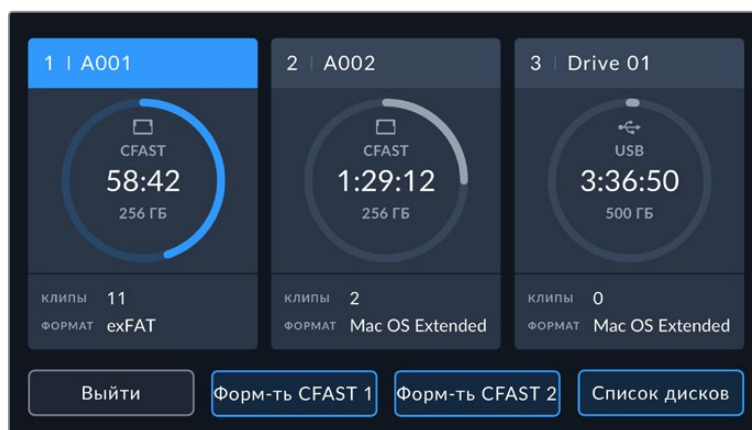 1 | A001
CFAST
58:42
256 ГБ
КЛИПЫ 11
ФОРМАТ exFAT
2 | A002
CFAST
1:29:12
256 ГБ
КЛИПЫ 2
ФОРМАТ Mac OS Extended
3 | Drive 01
USB
3:36:50
500 ГБ
КЛИПЫ 0
ФОРМАТ Mac OS Extended
Выйти
Форм-ть CFAST 1
Форм-ть CFAST 2
Список дисков